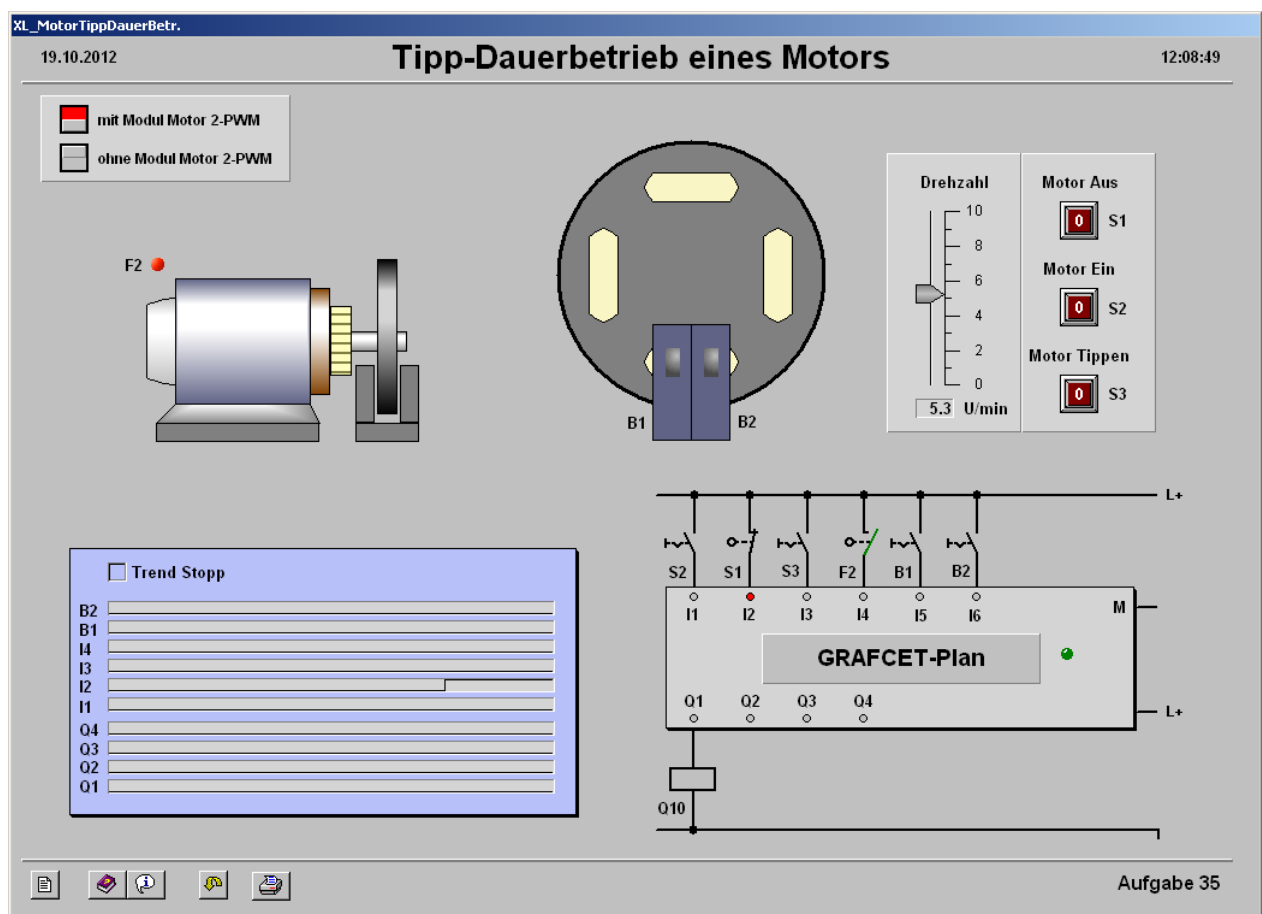 XL_MotorTippDauerBetr.
19.10.2012
Tipp-Dauerbetrieb eines Motors
12:08:49
mit Modul Motor 2-PWM
ohne Modul Motor 2-PWM
F2
B1
B2
Drehzahl
10
8
6
4
2
0
5.3 U/min
Motor Aus
0 S1
Motor Ein
0 S2
Motor Tippen
0 S3
Trend Stopp
B2
B1
I4
I3
I2
I1
Q4
Q3
Q2
Q1
L+
S2 S1 S3 F2 B1 B2
I1 I2 I3 I4 I5 I6
M
GRAFCET-Plan
Q1 Q2 Q3 Q4
L+
Q10
Aufgabe 35